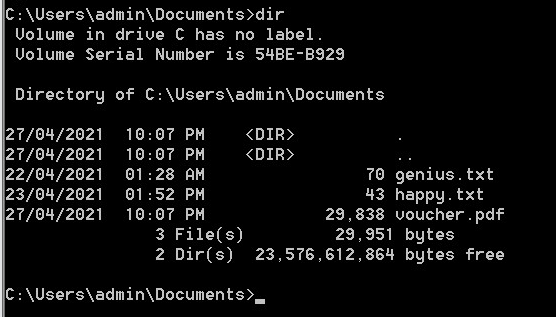 C:\Users\admin\Documents>dir
Volume in drive C has no label.
Volume Serial Number is 54BE-B929
Directory of C:\Users\admin\Documents
27/04/2021  10:07 PM    <DIR>          .
27/04/2021  10:07 PM    <DIR>          ..
22/04/2021  01:28 AM                70 genius.txt
23/04/2021  01:52 PM                43 happy.txt
27/04/2021  10:07 PM            29,838 voucher.pdf
3 File(s)         29,951 bytes
2 Dir(s)  23,576,612,864 bytes free
C:\Users\admin\Documents>_